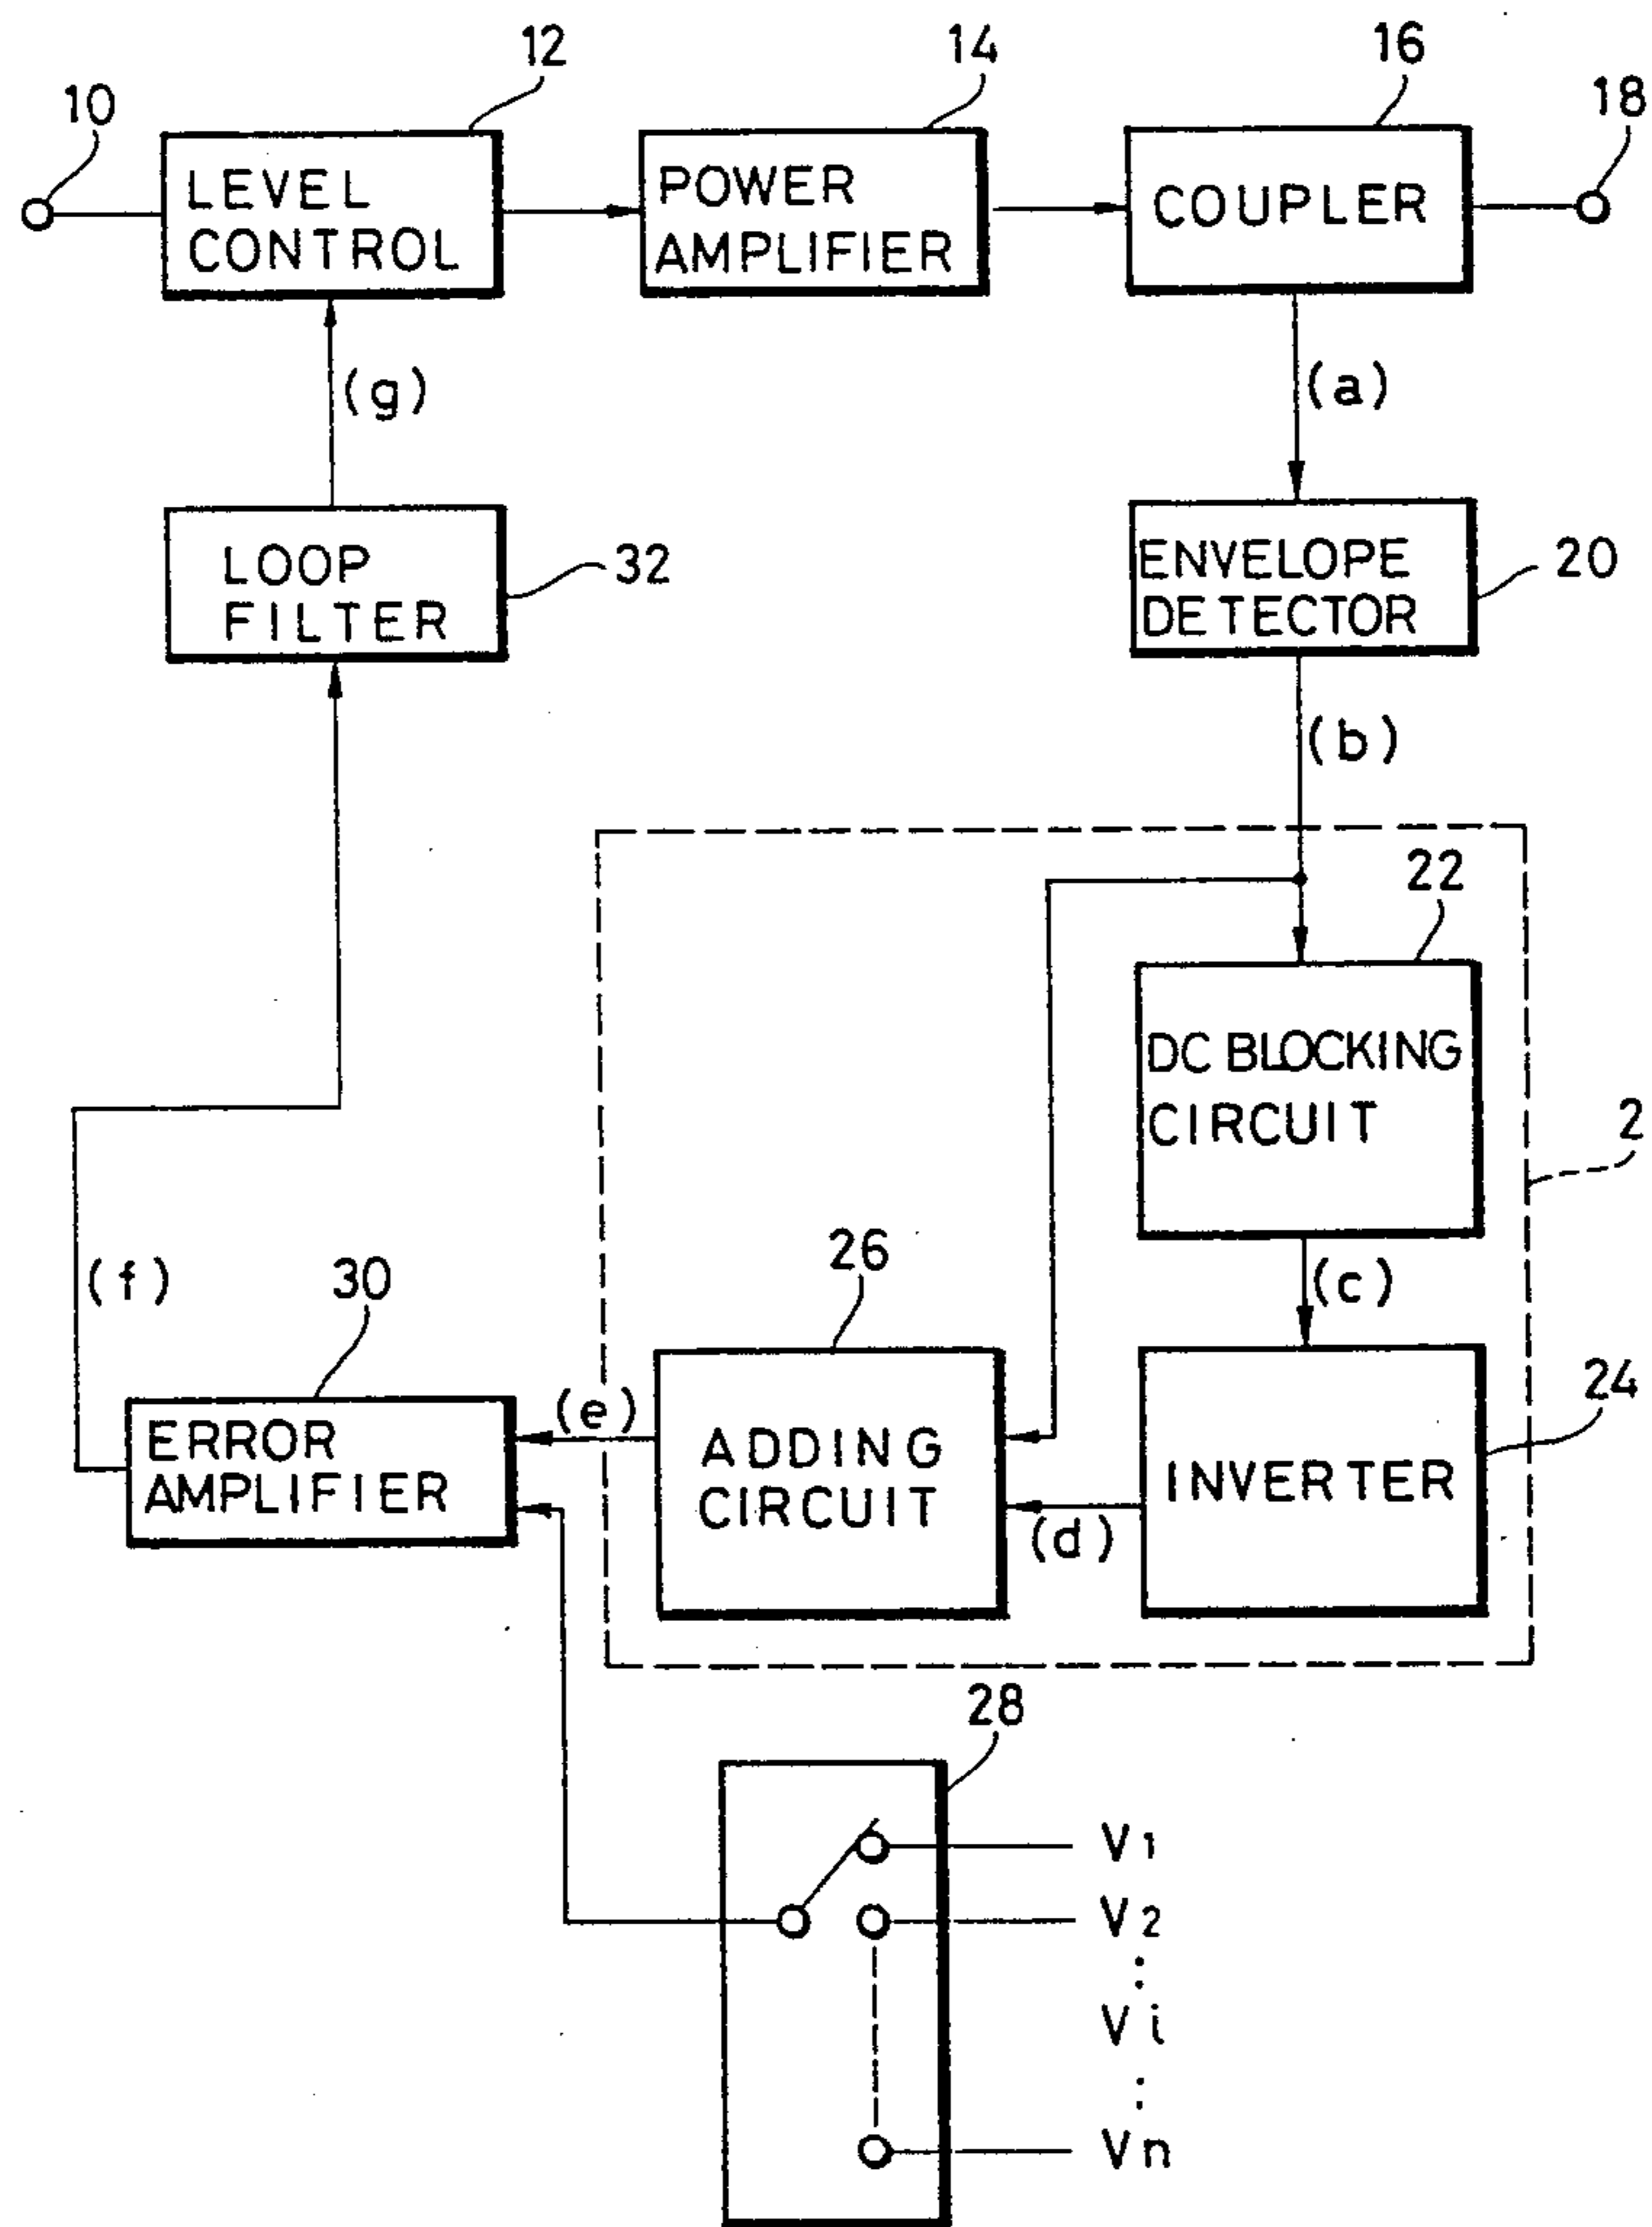 12
14
16
10
18
LEVEL
CONTROL
POWER
AMPLIFIER
COUPLER
(g)
(a)
LOOP
FILTER
32
ENVELOPE
DETECTOR
20
(b)
22
DC BLOCKING
CIRCUIT
2
26
(f)
30
(c)
24
(e)
ERROR
AMPLIFIER
ADDING
CIRCUIT
INVERTER
(d)
28
V1
V2
Vi
Vn